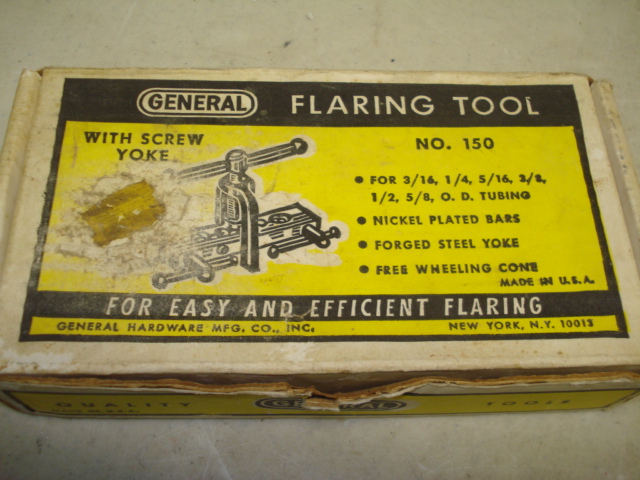 GENERAL FLARING TOOL
WITH SCREW
YOKE
NO. 150
• FOR 3/16, 1/4, 5/16, 3/8,
1/2, 5/8, O. D. TUBING
• NICKEL PLATED BARS
• FORGED STEEL YOKE
• FREE WHEELING CONE
MADE IN U.S.A.
FOR EASY AND EFFICIENT FLARING
GENERAL HARDWARE MFG. CO., INC. NEW YORK, N.Y. 10013
QUALITY GENERAL TOOLS